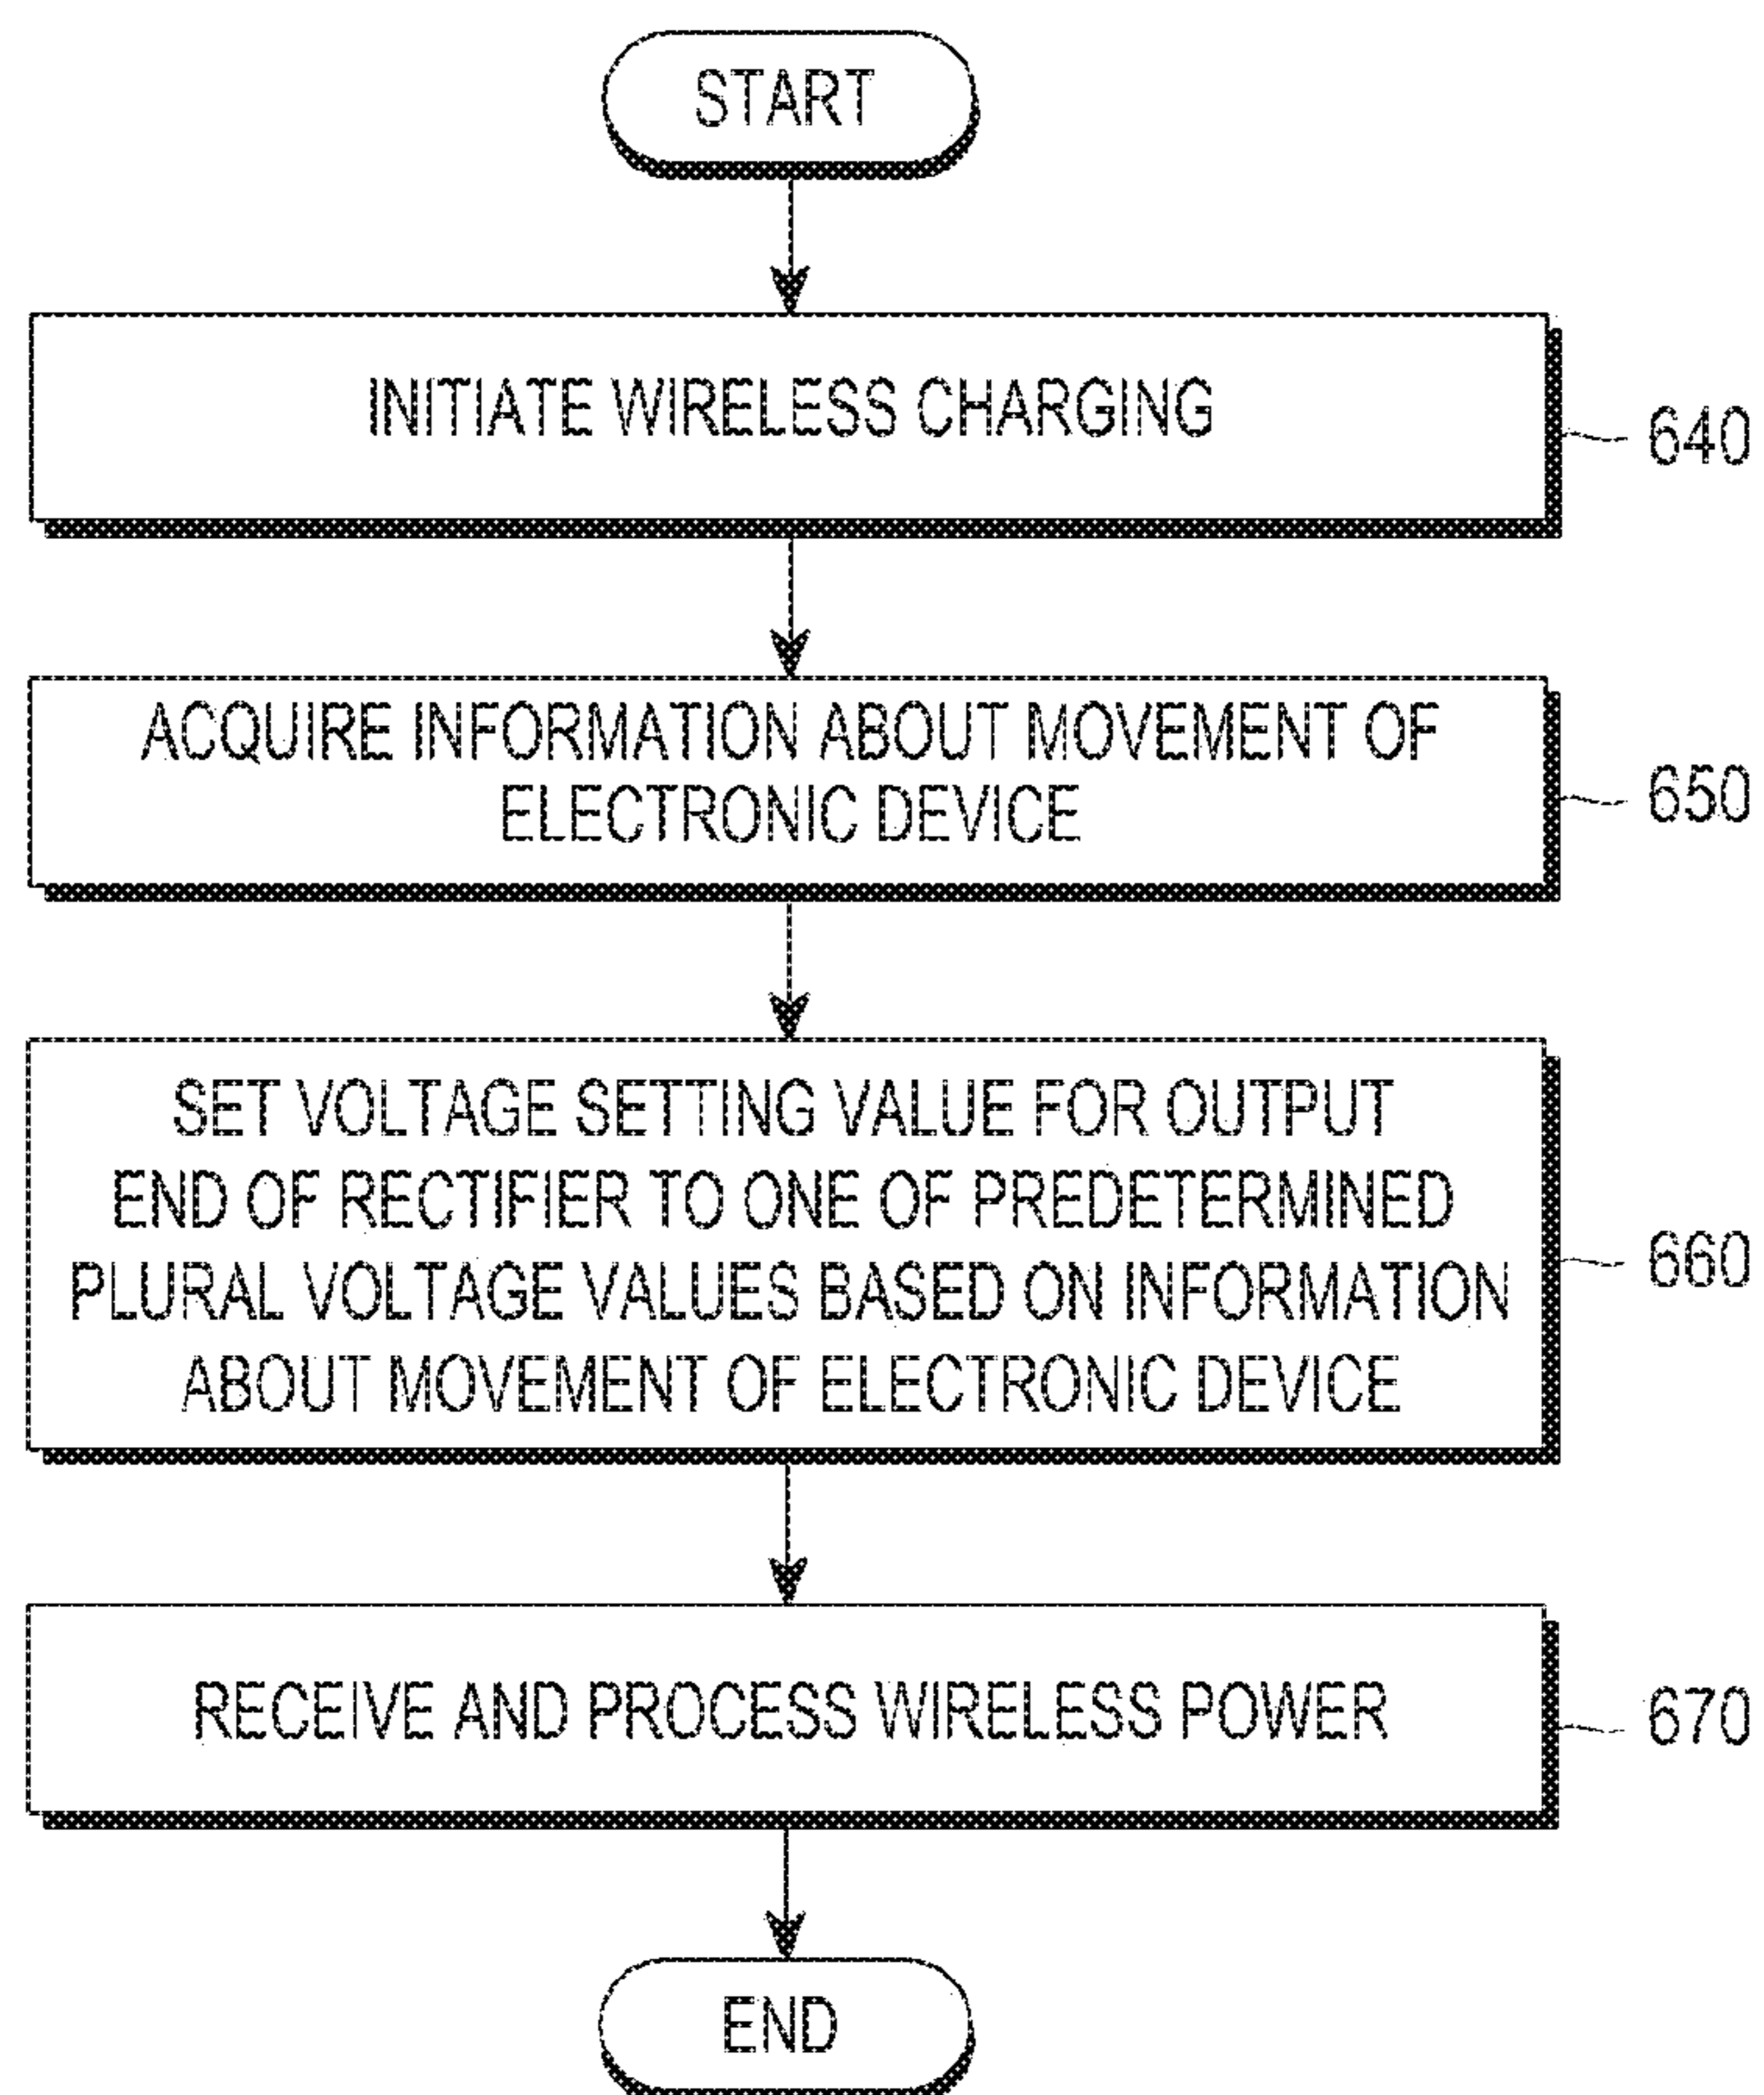 START
INITIATE WIRELESS CHARGING
640
ACQUIRE INFORMATION ABOUT MOVEMENT OF
ELECTRONIC DEVICE
650
SET VOLTAGE SETTING VALUE FOR OUTPUT
END OF RECTIFIER TO ONE OF PREDETERMINED
PLURAL VOLTAGE VALUES BASED ON INFORMATION
ABOUT MOVEMENT OF ELECTRONIC DEVICE
660
RECEIVE AND PROCESS WIRELESS POWER
670
END